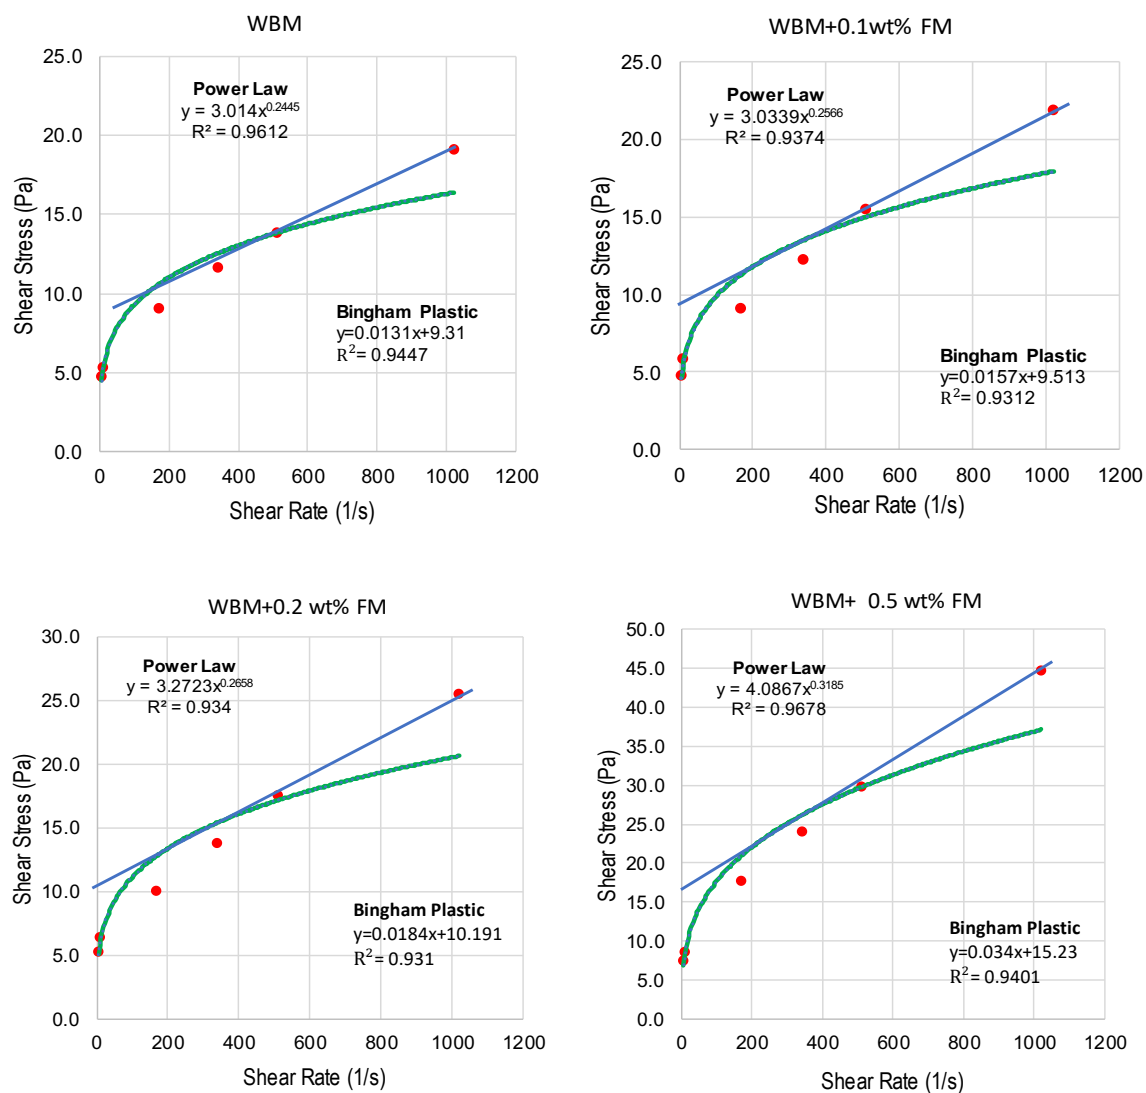 WBM
25.0
20.0
15.0
10.0
5.0
0.0
Shear Stress (Pa)
Power Law
y = 3.014x^0.2445
R² = 0.9612
Bingham Plastic
y=0.0131x+9.31
R²= 0.9447
0 200 400 600 800 1000 1200
Shear Rate (1/s)
WBM+0.1wt% FM
25.0
20.0
15.0
10.0
5.0
0.0
Shear Stress (Pa)
Power Law
y = 3.0339x^0.2566
R² = 0.9374
Bingham Plastic
y=0.0157x+9.513
R²= 0.9312
0 200 400 600 800 1000 1200
Shear Rate (1/s)
WBM+0.2 wt% FM
30.0
25.0
20.0
15.0
10.0
5.0
0.0
Shear Stress (Pa)
Power Law
y = 3.2723x^0.2658
R² = 0.934
Bingham Plastic
y=0.0184x+10.191
R²= 0.931
0 200 400 600 800 1000 1200
Shear Rate (1/s)
WBM+ 0.5 wt% FM
50.0
45.0
40.0
35.0
30.0
25.0
20.0
15.0
10.0
5.0
0.0
Shear Stress (Pa)
Power Law
y = 4.0867x^0.3185
R² = 0.9678
Bingham Plastic
y=0.034x+15.23
R²= 0.9401
0 200 400 600 800 1000 1200
Shear Rate (1/s)